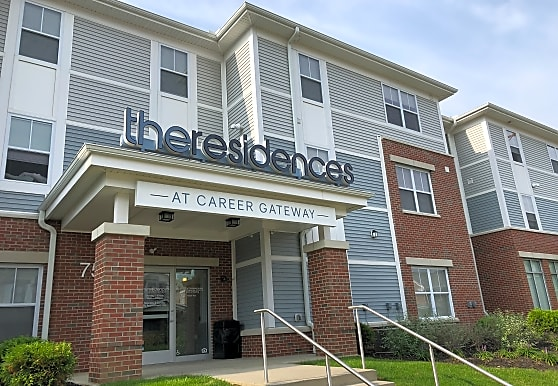 theresidences
— AT CAREER GATEWAY —